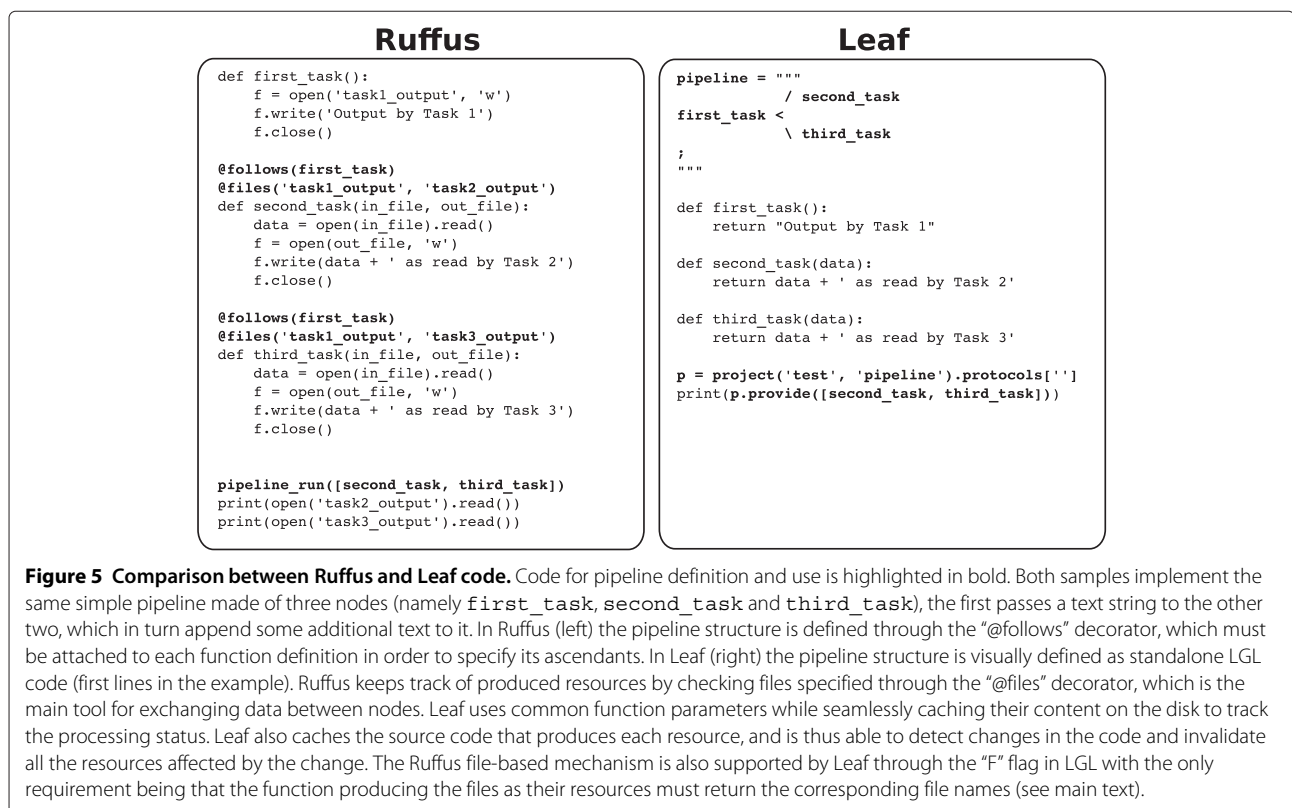 Ruffus
def first_task():
    f = open('task1_output', 'w')
    f.write('Output by Task 1')
    f.close()
@follows(first_task)
@files('task1_output', 'task2_output')
def second_task(in_file, out_file):
    data = open(in_file).read()
    f = open(out_file, 'w')
    f.write(data + ' as read by Task 2')
    f.close()
@follows(first_task)
@files('task1_output', 'task3_output')
def third_task(in_file, out_file):
    data = open(in_file).read()
    f = open(out_file, 'w')
    f.write(data + ' as read by Task 3')
    f.close()
pipeline_run([second_task, third_task])
print(open('task2_output').read())
print(open('task3_output').read())
Leaf
pipeline = """
            / second_task
first_task <
            \ third_task
;
"""
def first_task():
    return "Output by Task 1"
def second_task(data):
    return data + ' as read by Task 2'
def third_task(data):
    return data + ' as read by Task 3'
p = project('test', 'pipeline').protocols['']
print(p.provide([second_task, third_task]))
Figure 5 Comparison between Ruffus and Leaf code. Code for pipeline definition and use is highlighted in bold. Both samples implement the
same simple pipeline made of three nodes (namely first_task, second_task and third_task), the first passes a text string to the other
two, which in turn append some additional text to it. In Ruffus (left) the pipeline structure is defined through the “@follows” decorator, which must
be attached to each function definition in order to specify its ascendants. In Leaf (right) the pipeline structure is visually defined as standalone LGL
code (first lines in the example). Ruffus keeps track of produced resources by checking files specified through the “@files” decorator, which is the
main tool for exchanging data between nodes. Leaf uses common function parameters while seamlessly caching their content on the disk to track
the processing status. Leaf also caches the source code that produces each resource, and is thus able to detect changes in the code and invalidate
all the resources affected by the change. The Ruffus file-based mechanism is also supported by Leaf through the “F” flag in LGL with the only
requirement being that the function producing the files as their resources must return the corresponding file names (see main text).